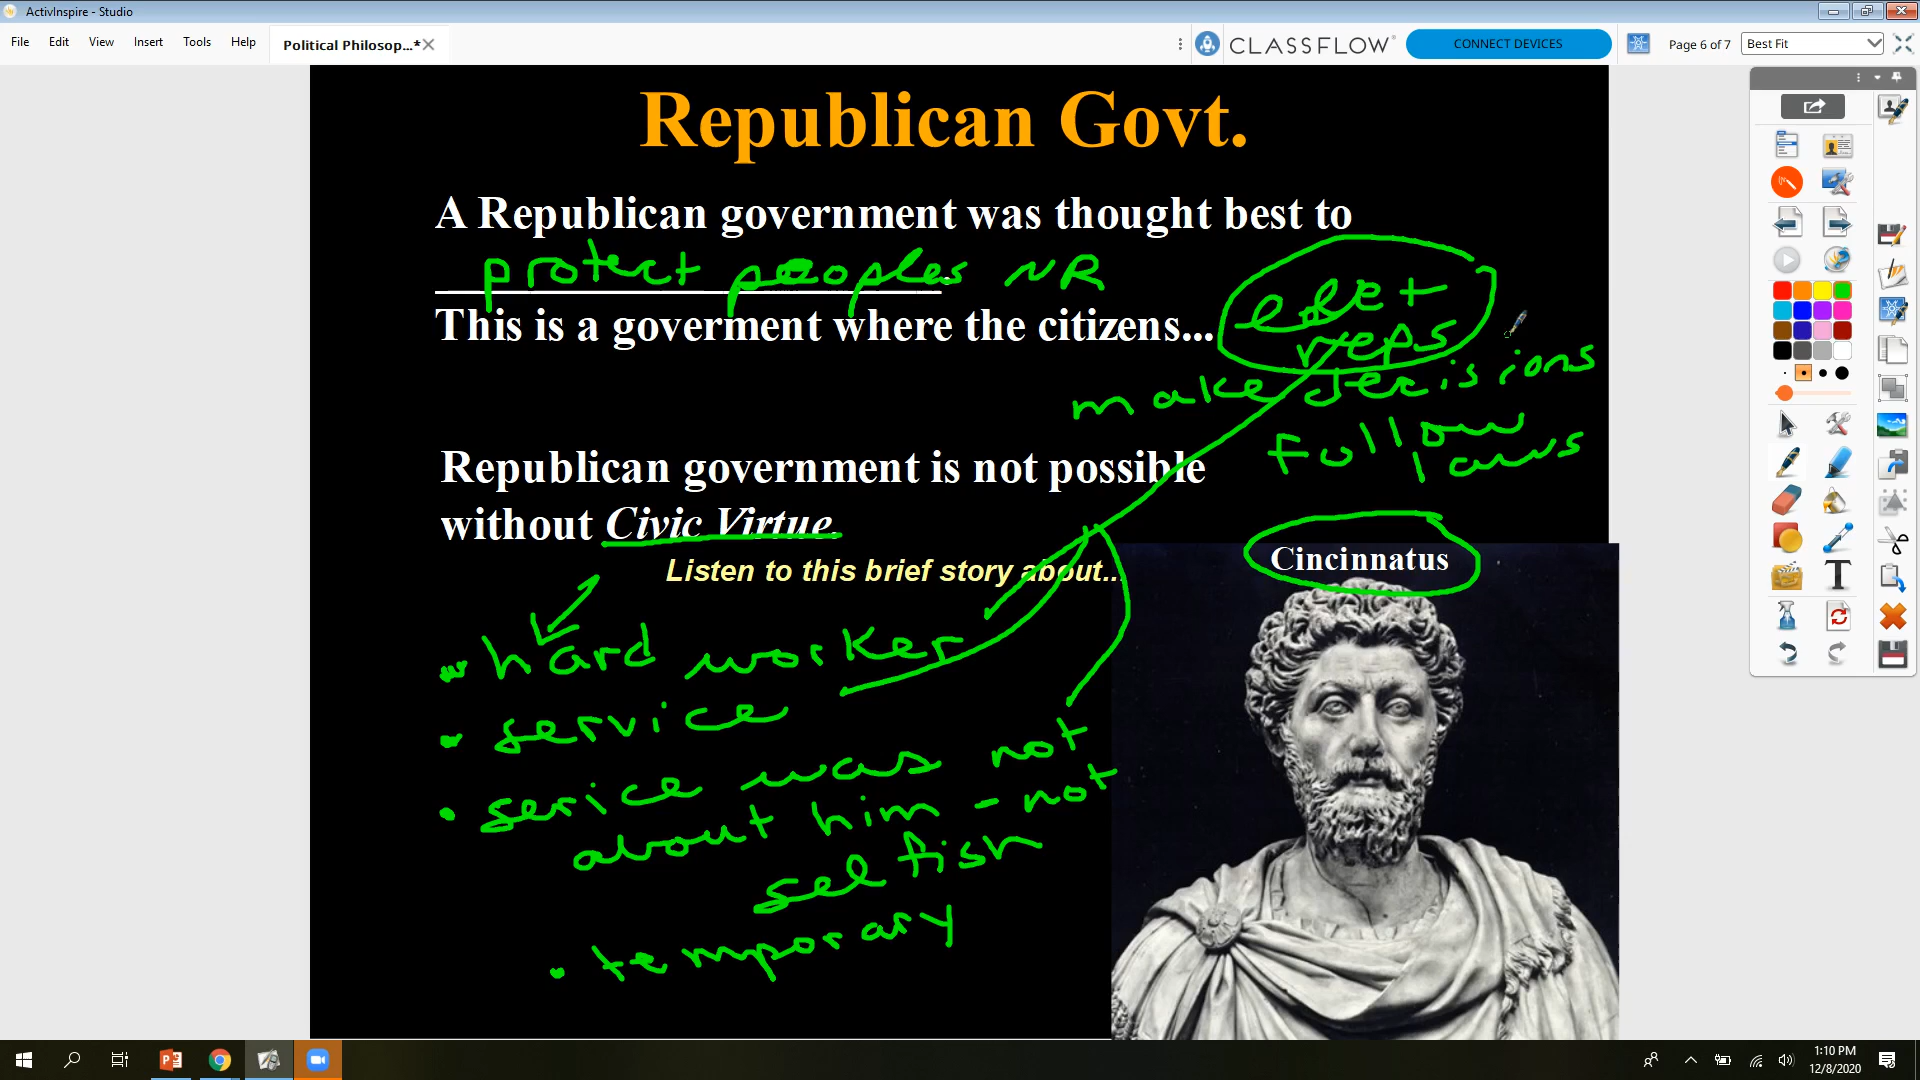 ActivInspire - Studio
File Edit View Insert Tools Help
Political Philosop...*
CLASSFLOW
CONNECT DEVICES
Page 6 of 7
Best Fit
Republican Govt.
A Republican government was thought best to
protect peoples NR
This is a goverment where the citizens...
elect
reps
make decisions
follow
laws
Republican government is not possible
without Civic Virtue.
Listen to this brief story about...
Cincinnatus
• hard worker
• service
• serice was not
about him - not
selfish
• temporary
T
1:10 PM
12/8/2020